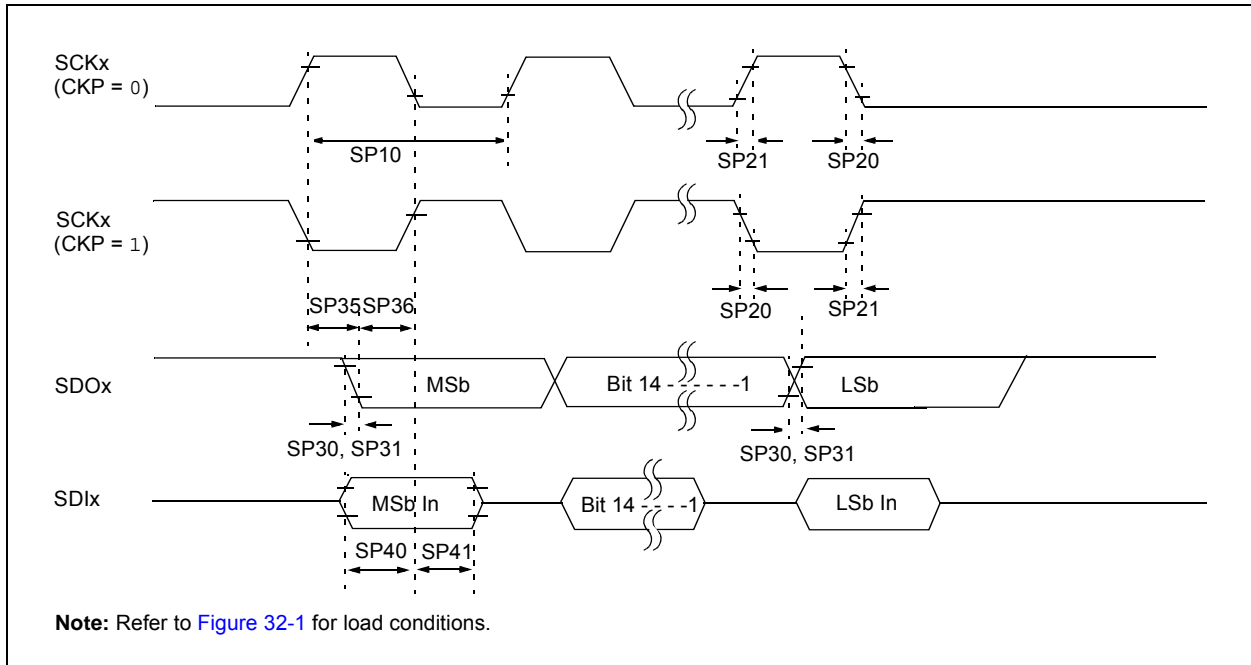 SCKx
(CKP = 0)
SP10
SP21
SP20
SCKx
(CKP = 1)
SP35
SP36
SP20
SP21
SDOx
MSb
Bit 14 - - - - - -1
LSb
SP30, SP31
SP30, SP31
SDIx
MSb In
Bit 14 - - - -1
LSb In
SP40
SP41
Note: Refer to Figure 32-1 for load conditions.